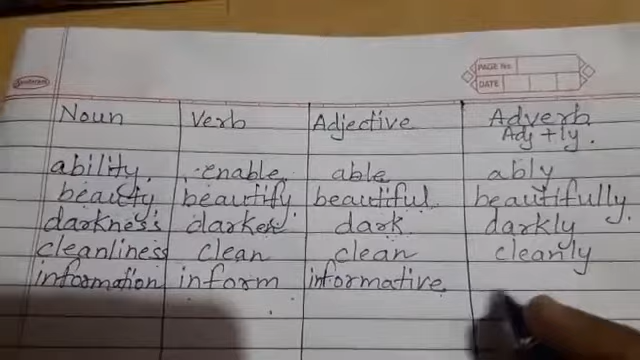 PAGE No.
DATE
Noun Verb Adjective Adverb
Adj + ly.
ability. enable able ably
beauty beautify beautiful beautifully.
darkness darken dark darkly
cleanliness clean clean cleanly
information inform informative